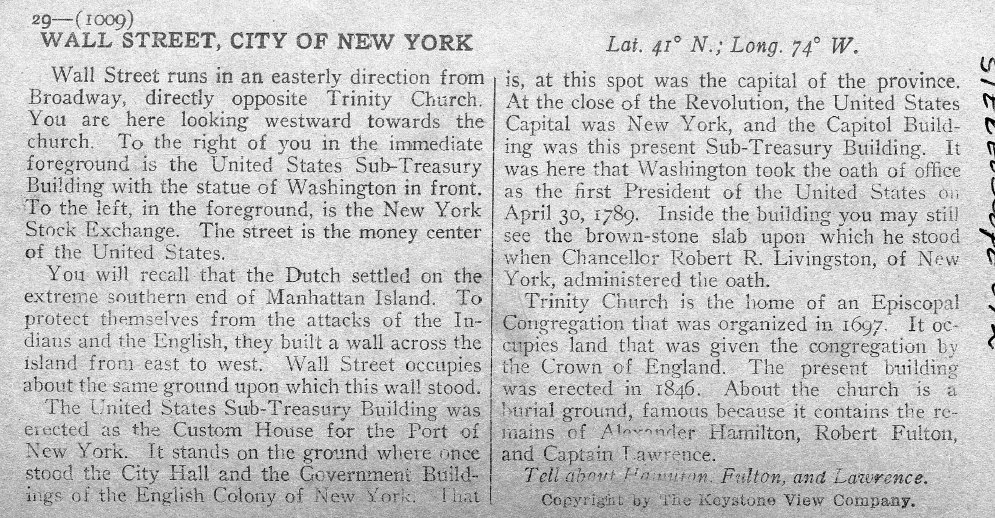 29—(1009)
WALL STREET, CITY OF NEW YORK
Lat. 41° N.; Long. 74° W.
Wall Street runs in an easterly direction from
Broadway, directly opposite Trinity Church.
You are here looking westward towards the
church. To the right of you in the immediate
foreground is the United States Sub-Treasury
Building with the statue of Washington in front.
To the left, in the foreground, is the New York
Stock Exchange. The street is the money center
of the United States.
You will recall that the Dutch settled on the
extreme southern end of Manhattan Island. To
protect themselves from the attacks of the In-
dians and the English, they built a wall across the
island from east to west. Wall Street occupies
about the same ground upon which this wall stood.
The United States Sub-Treasury Building was
erected as the Custom House for the Port of
New York. It stands on the ground where once
stood the City Hall and the Government Build-
ings of the English Colony of New York. That
is, at this spot was the capital of the province.
At the close of the Revolution, the United States
Capital was New York, and the Capitol Build-
ing was this present Sub-Treasury Building. It
was here that Washington took the oath of office
as the first President of the United States on
April 30, 1789. Inside the building you may still
see the brown-stone slab upon which he stood
when Chancellor Robert R. Livingston, of New
York, administered the oath.
Trinity Church is the home of an Episcopal
Congregation that was organized in 1697. It oc-
cupies land that was given the congregation by
the Crown of England. The present building
was erected in 1846. About the church is a
burial ground, famous because it contains the re-
mains of Alexander Hamilton, Robert Fulton,
and Captain Lawrence.
Tell about Hamilton, Fulton, and Lawrence.
Copyright by The Keystone View Company.